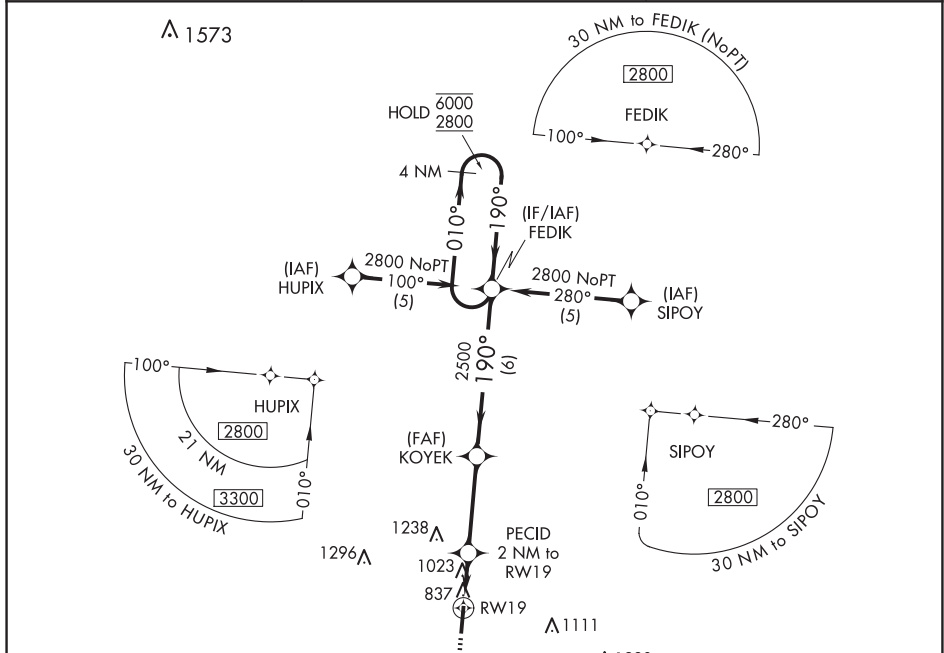 1573
30 NM to FEDIK (NoPT)
2800
FEDIK
100°
280°
HOLD 6000
2800
4 NM
010°
190°
(IF/IAF)
FEDIK
(IAF)
HUPIX
2800 NoPT
100°
(5)
2800 NoPT
280°
(5)
(IAF)
SIPOY
2500
190°
(6)
100°
HUPIX
2800
21 NM
3300
30 NM to HUPIX
010°
280°
SIPOY
2800
010°
30 NM to SIPOY
(FAF)
KOYEK
1238
1296
PECID
2 NM to
RW19
1023
837
RW19
1111